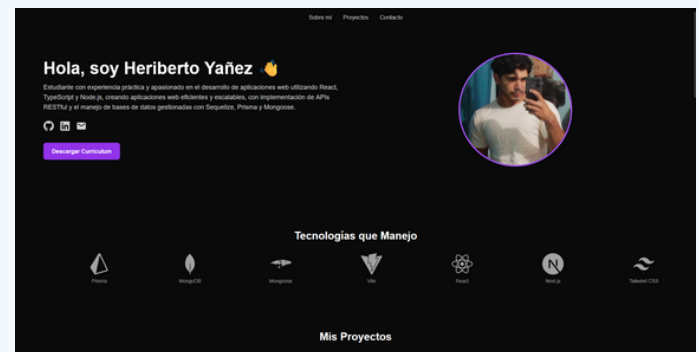 Sobre mí Proyectos Contacto
Hola, soy Heriberto Yañez 👋
Estudiante con experiencia práctica y apasionado en el desarrollo de aplicaciones web utilizando React,
TypeScript y Node.js, creando aplicaciones web eficientes y escalables, con implementación de APIs
RESTful y el manejo de bases de datos gestionadas con Sequelize, Prisma y Mongoose.
Descargar Curriculum
Tecnologías que Manejo
Prisma MongoDB Mongoose Vite React Next.js Tailwind CSS
Mis Proyectos